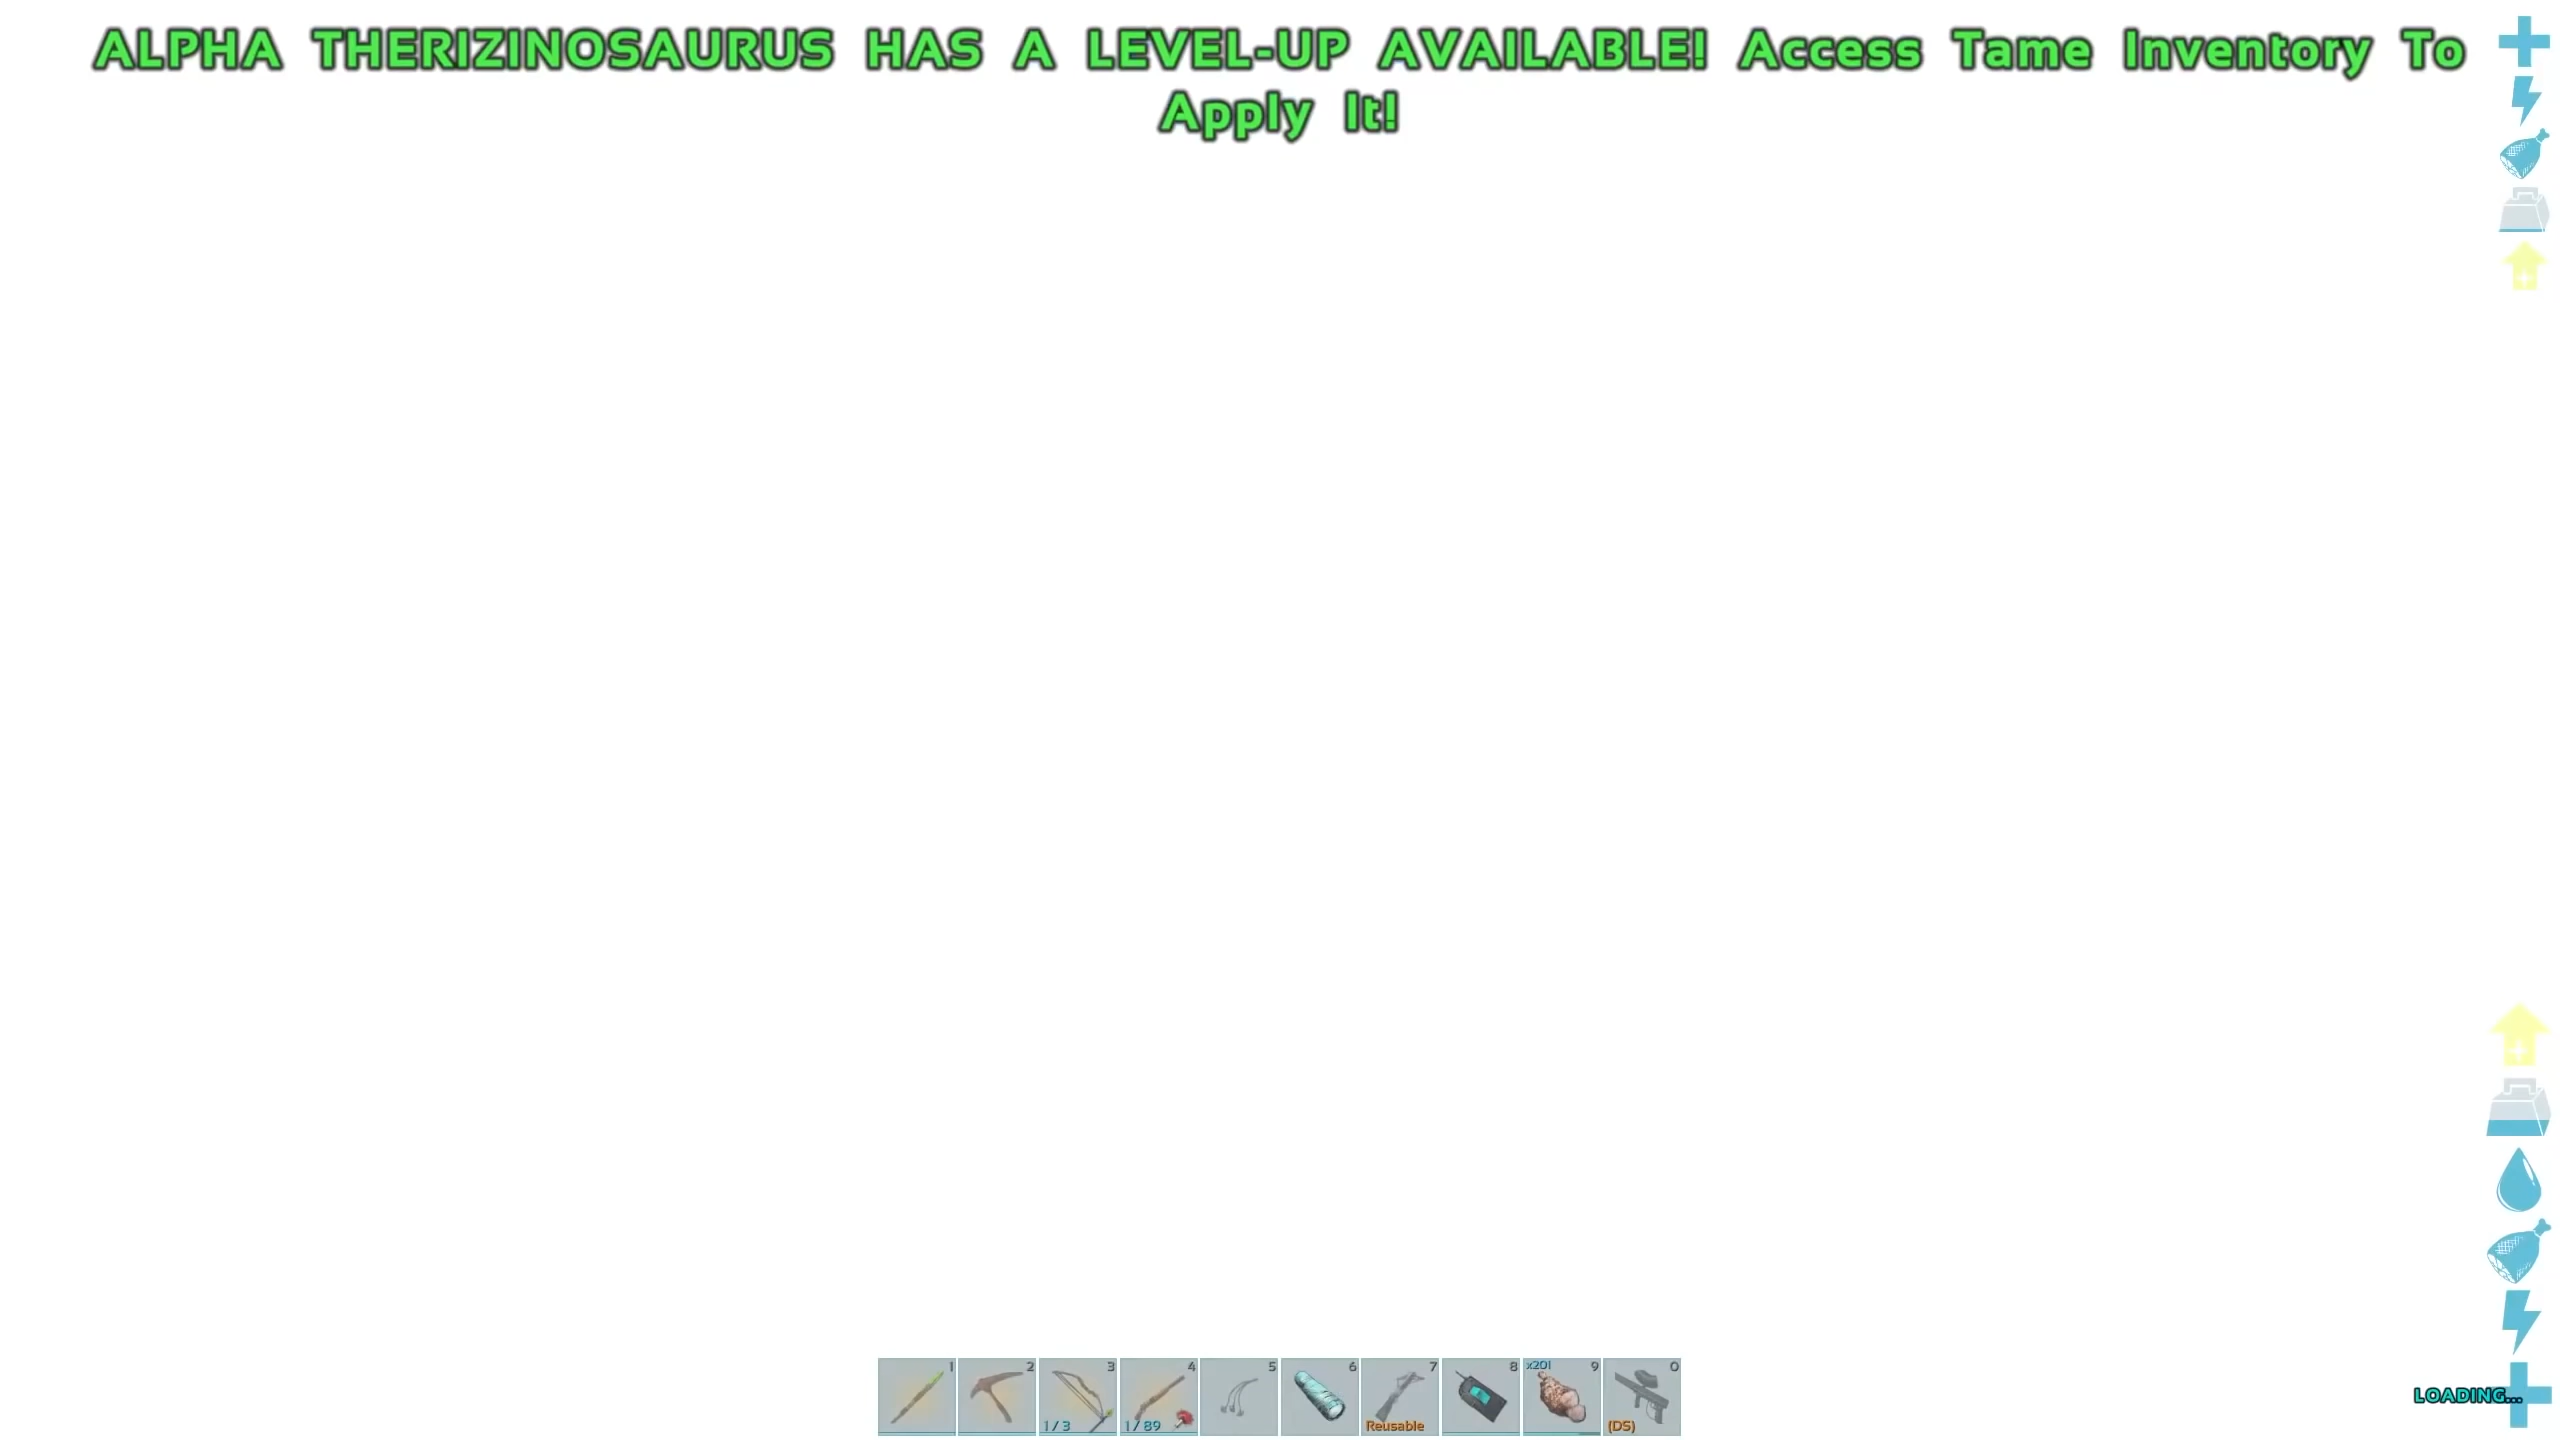 ALPHA THERIZINOSAURUS HAS A LEVEL-UP AVAILABLE! Access Tame Inventory To
Apply It!
1 2 3 4 5 6 7 8 x201 9 0
1 / 3 1 / 89 Reusable (DS)
LOADING...